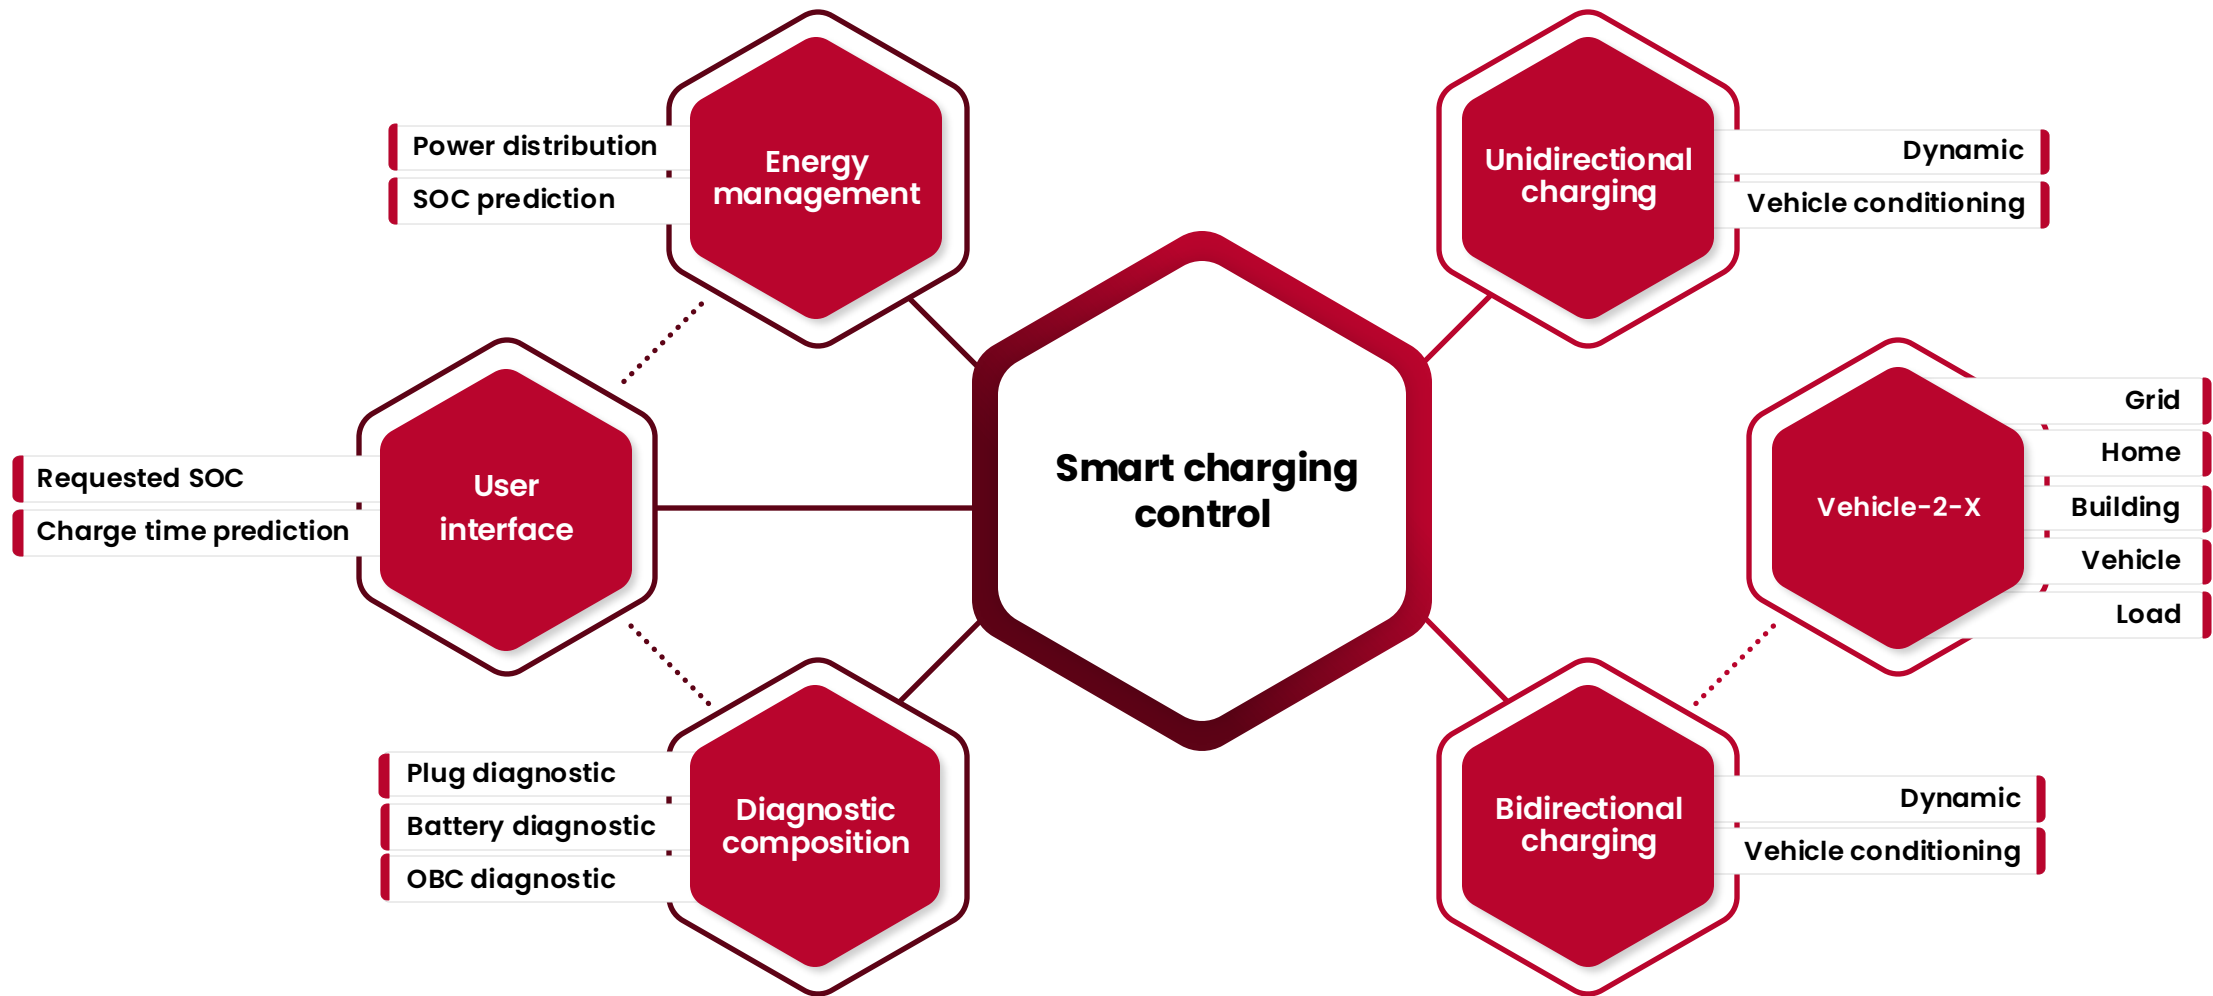 Power distribution
SOC prediction
Energy
management
Unidirectional
charging
Dynamic
Vehicle conditioning
Requested SOC
Charge time prediction
User
interface
Smart charging
control
Vehicle-2-X
Grid
Home
Building
Vehicle
Load
Plug diagnostic
Battery diagnostic
OBC diagnostic
Diagnostic
composition
Bidirectional
charging
Dynamic
Vehicle conditioning